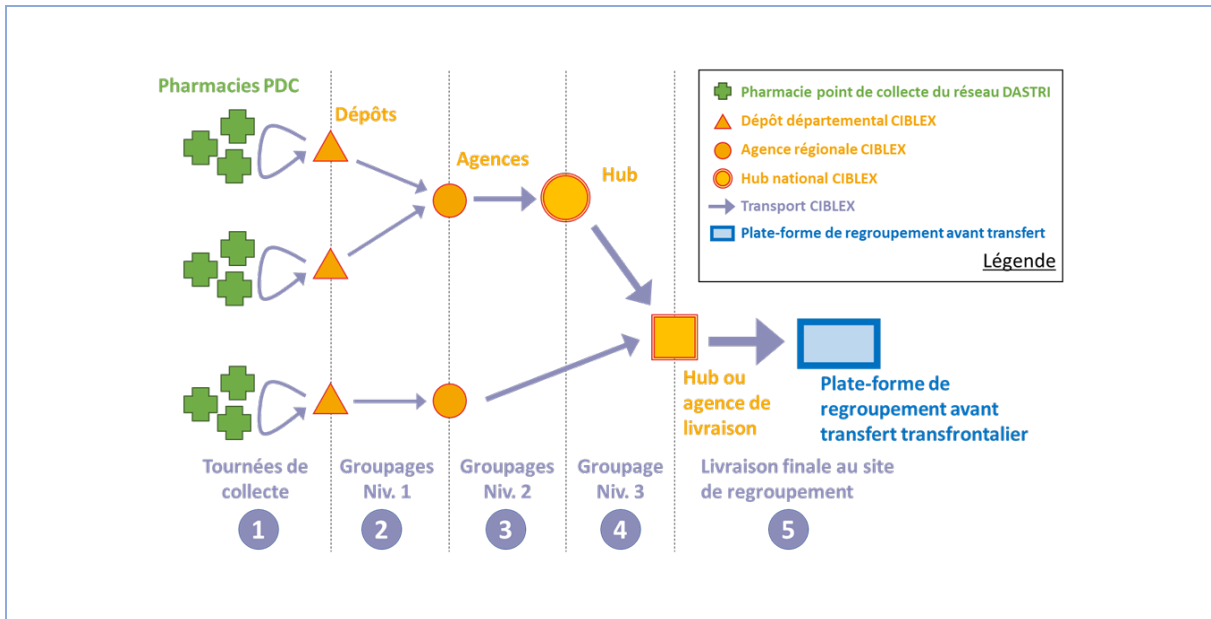 Pharmacies PDC
Dépôts
Agences
Hub
Pharmacie point de collecte du réseau DASTRI
Dépôt départemental CIBLEX
Agence régionale CIBLEX
Hub national CIBLEX
Transport CIBLEX
Plate-forme de regroupement avant transfert
Légende
Hub ou
agence de
livraison
Plate-forme de
regroupement avant
transfert transfrontalier
Tournées de
collecte
1
Groupages
Niv. 1
2
Groupages
Niv. 2
3
Groupage
Niv. 3
4
Livraison finale au site
de regroupement
5